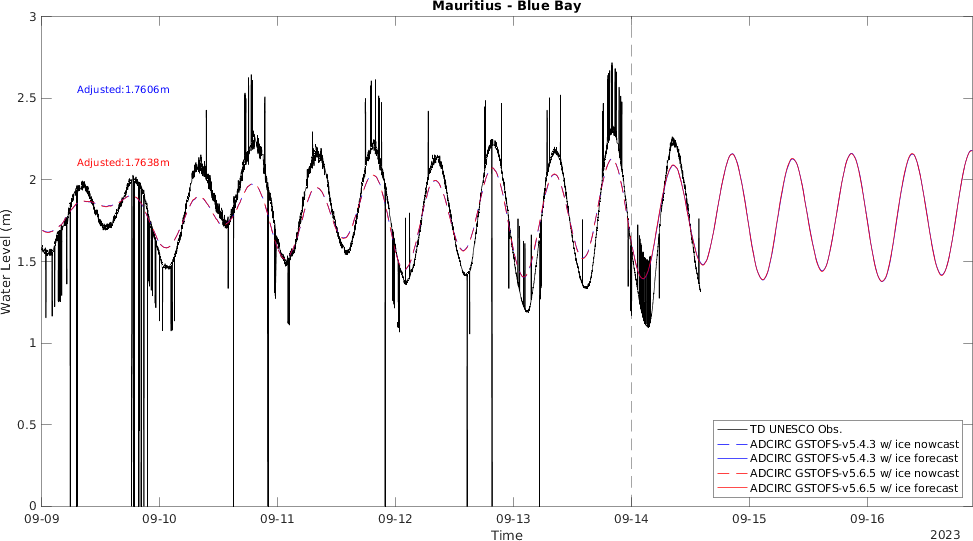 Mauritius - Blue Bay
3
2.5
2
1.5
1
0.5
0
Water Level (m)
Adjusted:1.7606m
Adjusted:1.7638m
TD UNESCO Obs.
ADCIRC GSTOFS-v5.4.3 w/ ice nowcast
ADCIRC GSTOFS-v5.4.3 w/ ice forecast
ADCIRC GSTOFS-v5.6.5 w/ ice nowcast
ADCIRC GSTOFS-v5.6.5 w/ ice forecast
09-09 09-10 09-11 09-12 09-13 09-14 09-15 09-16
Time
2023